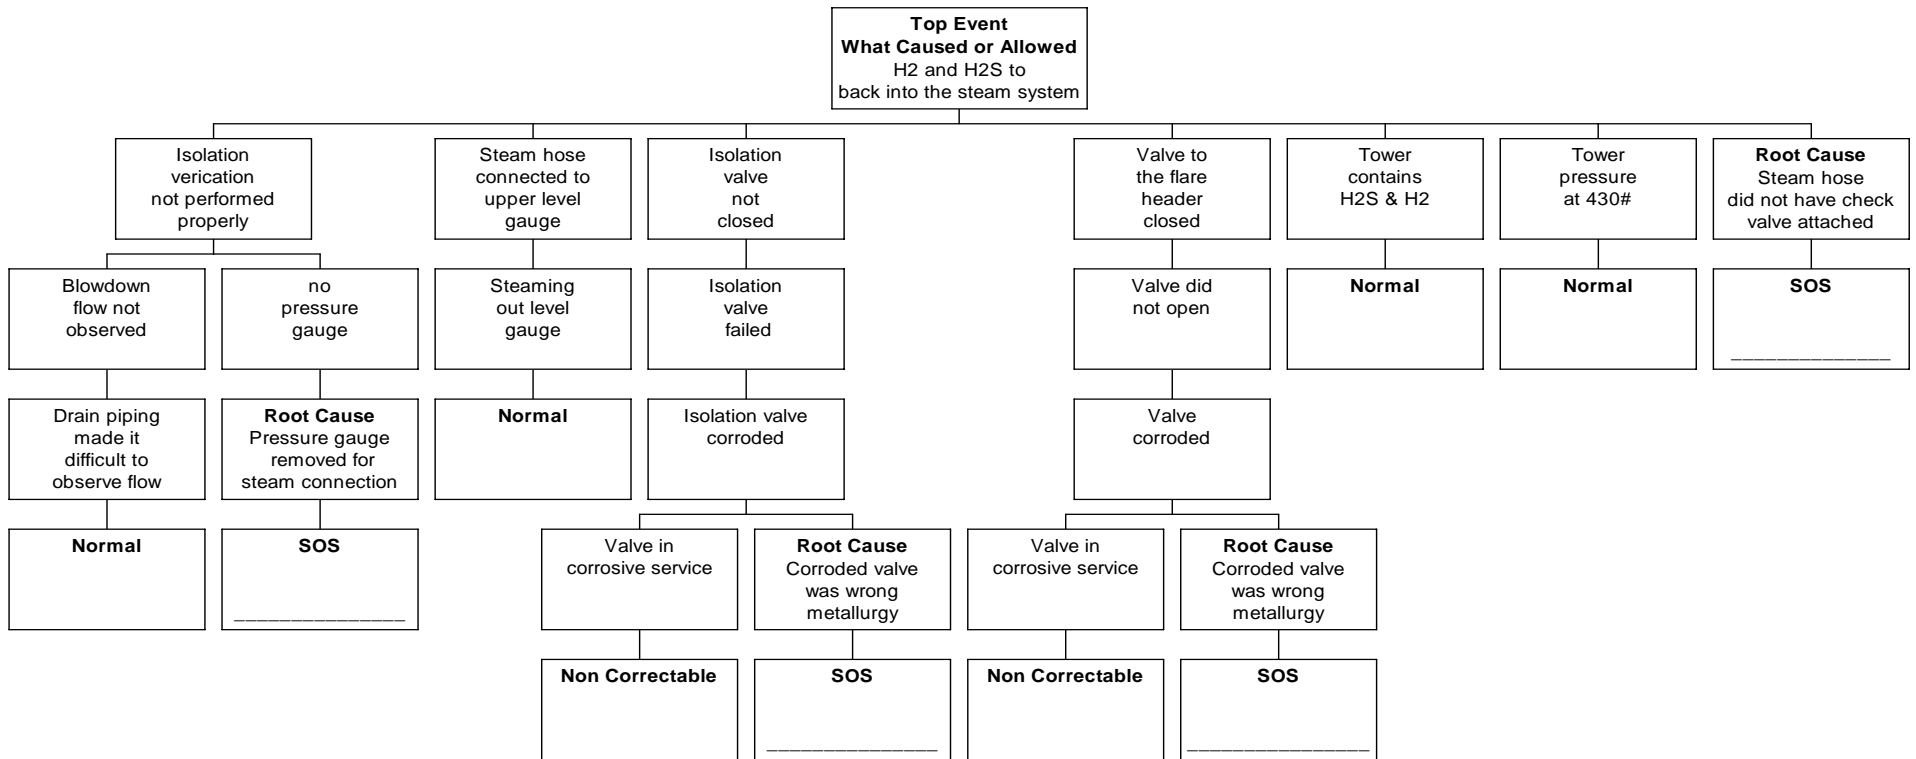 Top Event
What Caused or Allowed
H2 and H2S to
back into the steam system
Isolation
verication
not performed
properly
Steam hose
connected to
upper level
gauge
Isolation
valve
not
closed
Valve to
the flare
header
closed
Tower
contains
H2S & H2
Tower
pressure
at 430#
Root Cause
Steam hose
did not have check
valve attached
Blowdown
flow not
observed
no
pressure
gauge
Steaming
out level
gauge
Isolation
valve
failed
Valve did
not open
Normal
Normal
SOS
______________
Drain piping
made it
difficult to
observe flow
Root Cause
Pressure gauge
removed for
steam connection
Normal
Isolation valve
corroded
Valve
corroded
Normal
SOS
_______________
Valve in
corrosive service
Root Cause
Corroded valve
was wrong
metallurgy
Valve in
corrosive service
Root Cause
Corroded valve
was wrong
metallurgy
Non Correctable
SOS
_______________
Non Correctable
SOS
________________